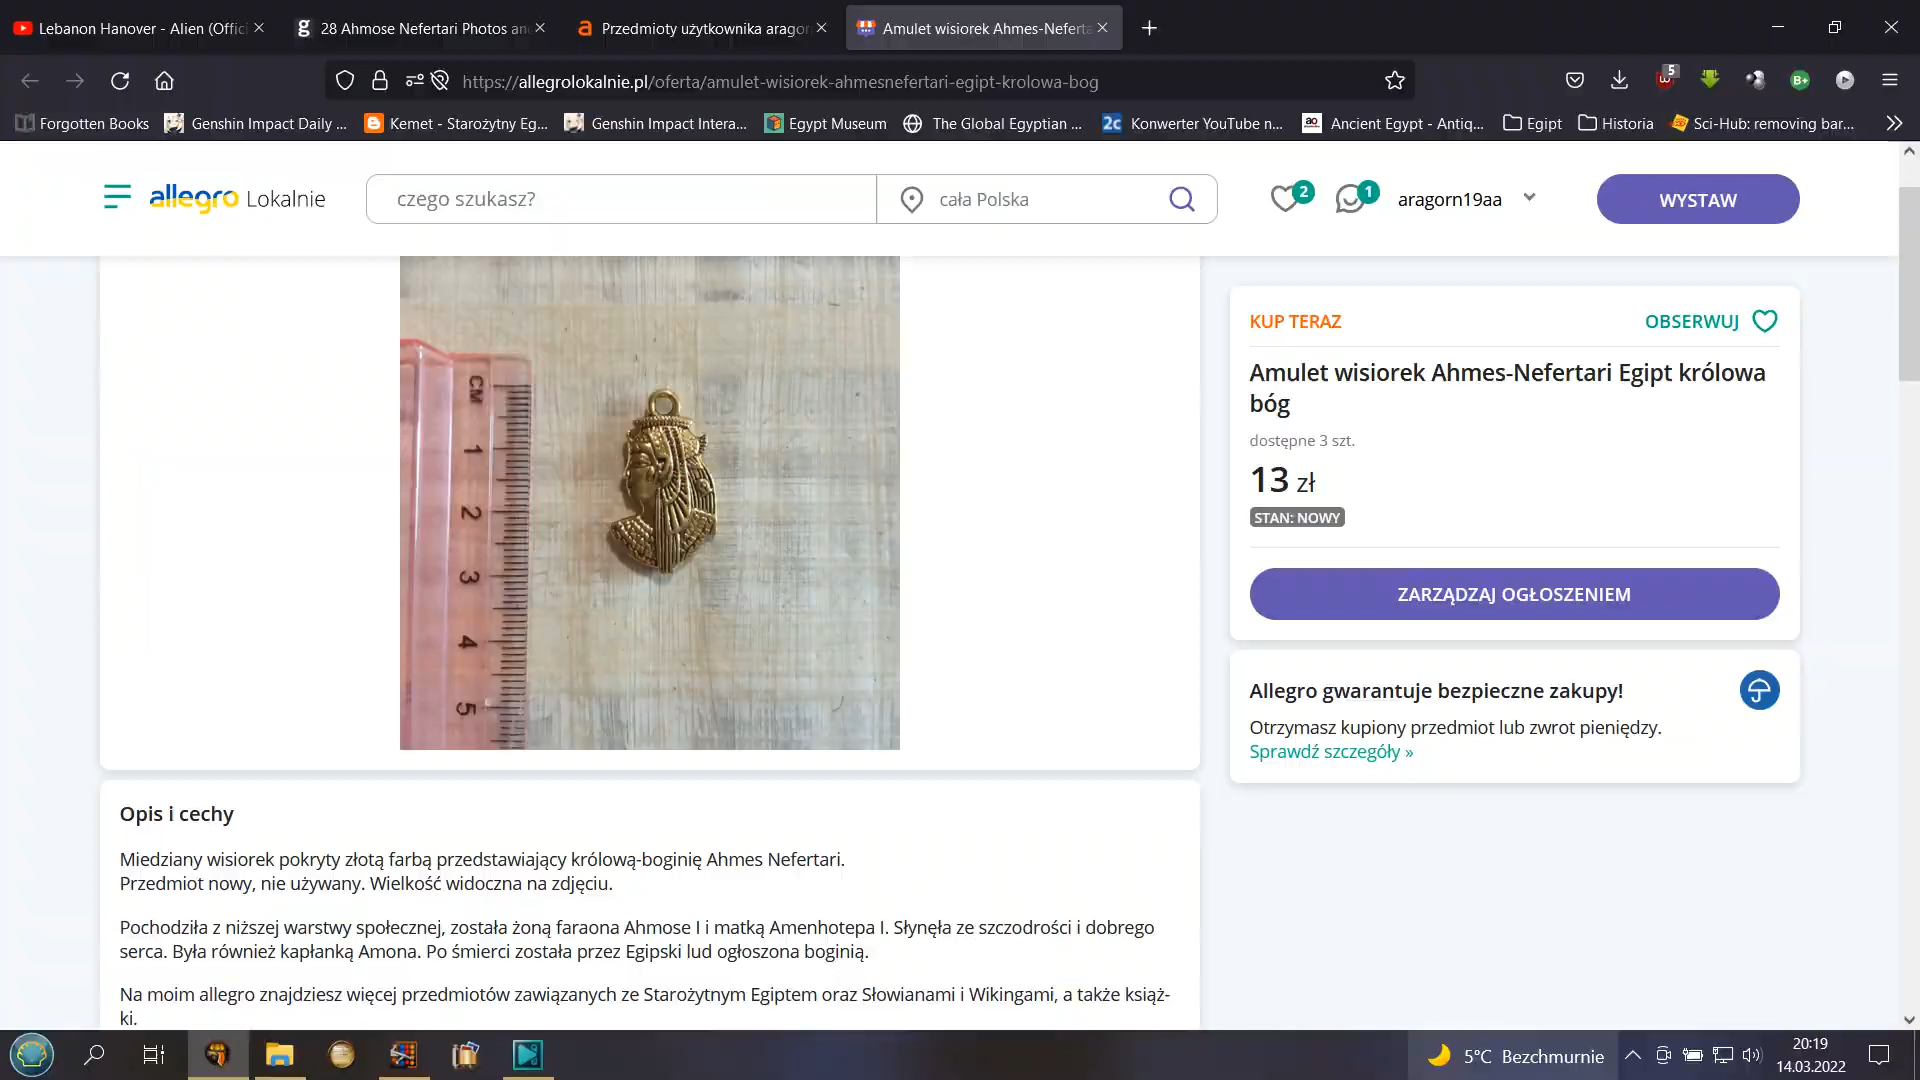 Lebanon Hanover - Alien (Offici
28 Ahmose Nefertari Photos an
Przedmioty użytkownika aragor
Amulet wisiorek Ahmes-Neferta
https://allegrolokalnie.pl/oferta/amulet-wisiorek-ahmesnefertari-egipt-krolowa-bog
5
B+
Forgotten Books
Genshin Impact Daily ...
Kemet - Starożytny Eg...
Genshin Impact Intera...
Egypt Museum
The Global Egyptian ...
2c
Konwerter YouTube n...
ao
Ancient Egypt - Antiq...
Egipt
Historia
Sci-Hub: removing bar...
allegro Lokalnie
czego szukasz?
cała Polska
2
1
aragorn19aa
WYSTAW
CM
1
2
3
4
5
KUP TERAZ
OBSERWUJ
Amulet wisiorek Ahmes-Nefertari Egipt królowa
bóg
dostępne 3 szt.
13 zł
STAN: NOWY
ZARZĄDZAJ OGŁOSZENIEM
Allegro gwarantuje bezpieczne zakupy!
Otrzymasz kupiony przedmiot lub zwrot pieniędzy.
Sprawdź szczegóły »
Opis i cechy
Miedziany wisiorek pokryty złotą farbą przedstawiający królową-boginię Ahmes Nefertari.
Przedmiot nowy, nie używany. Wielkość widoczna na zdjęciu.
Pochodziła z niższej warstwy społecznej, została żoną faraona Ahmose I i matką Amenhotepa I. Słynęła ze szczodrości i dobrego
serca. Była również kapłanką Amona. Po śmierci została przez Egipski lud ogłoszona boginią.
Na moim allegro znajdziesz więcej przedmiotów zawiązanych ze Starożytnym Egiptem oraz Słowianami i Wikingami, a także książ-
ki.
5°C Bezchmurnie
20:19
14.03.2022